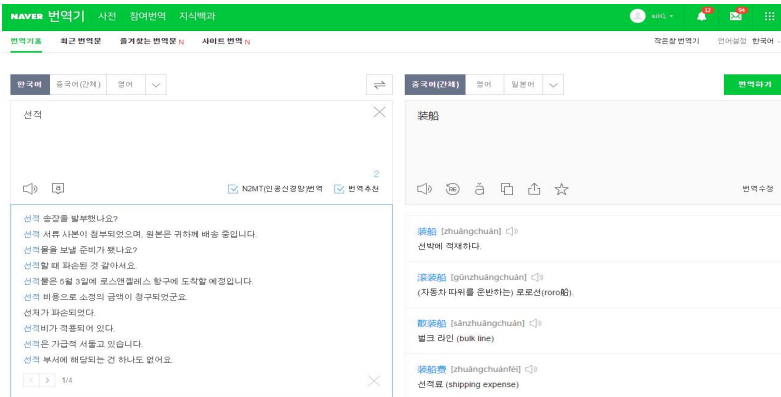 NAVER 번역기 사전 참여번역 지식백과
번역기홈 최근 번역문 즐겨찾는 번역문 N 사이트 번역 N 작은창 번역기 언어설정 한국어
한국어 중국어(간체) 영어
중국어(간체) 영어 일본어 번역하기
선적
装船
2
N2MT(인공신경망)번역 번역추천
번역수정
선적 송장을 발부했나요?
선적 서류 사본이 첨부되었으며, 원본은 귀하께 배송 중입니다.
선적물을 보낼 준비가 됐나요?
선적할 때 파손된 것 같아서요.
선적물은 5월 3일에 로스앤젤레스 항구에 도착할 예정입니다.
선적 비용으로 소정의 금액이 청구되었군요.
선저가 파손되었다.
선적비가 적용되어 있다.
선적은 가급적 서둘고 있습니다.
선적 부서에 해당되는 건 하나도 없어요.
1/4
装船 [zhuāngchuán]
선박에 적재하다.
滚装船 [gǔnzhuāngchuán]
(자동차 따위를 운반하는) 로로선(roro船).
散装船 [sǎnzhuāngchuán]
벌크 라인 (bulk line)
装船费 [zhuāngchuánfèi]
선적료 (shipping expense)